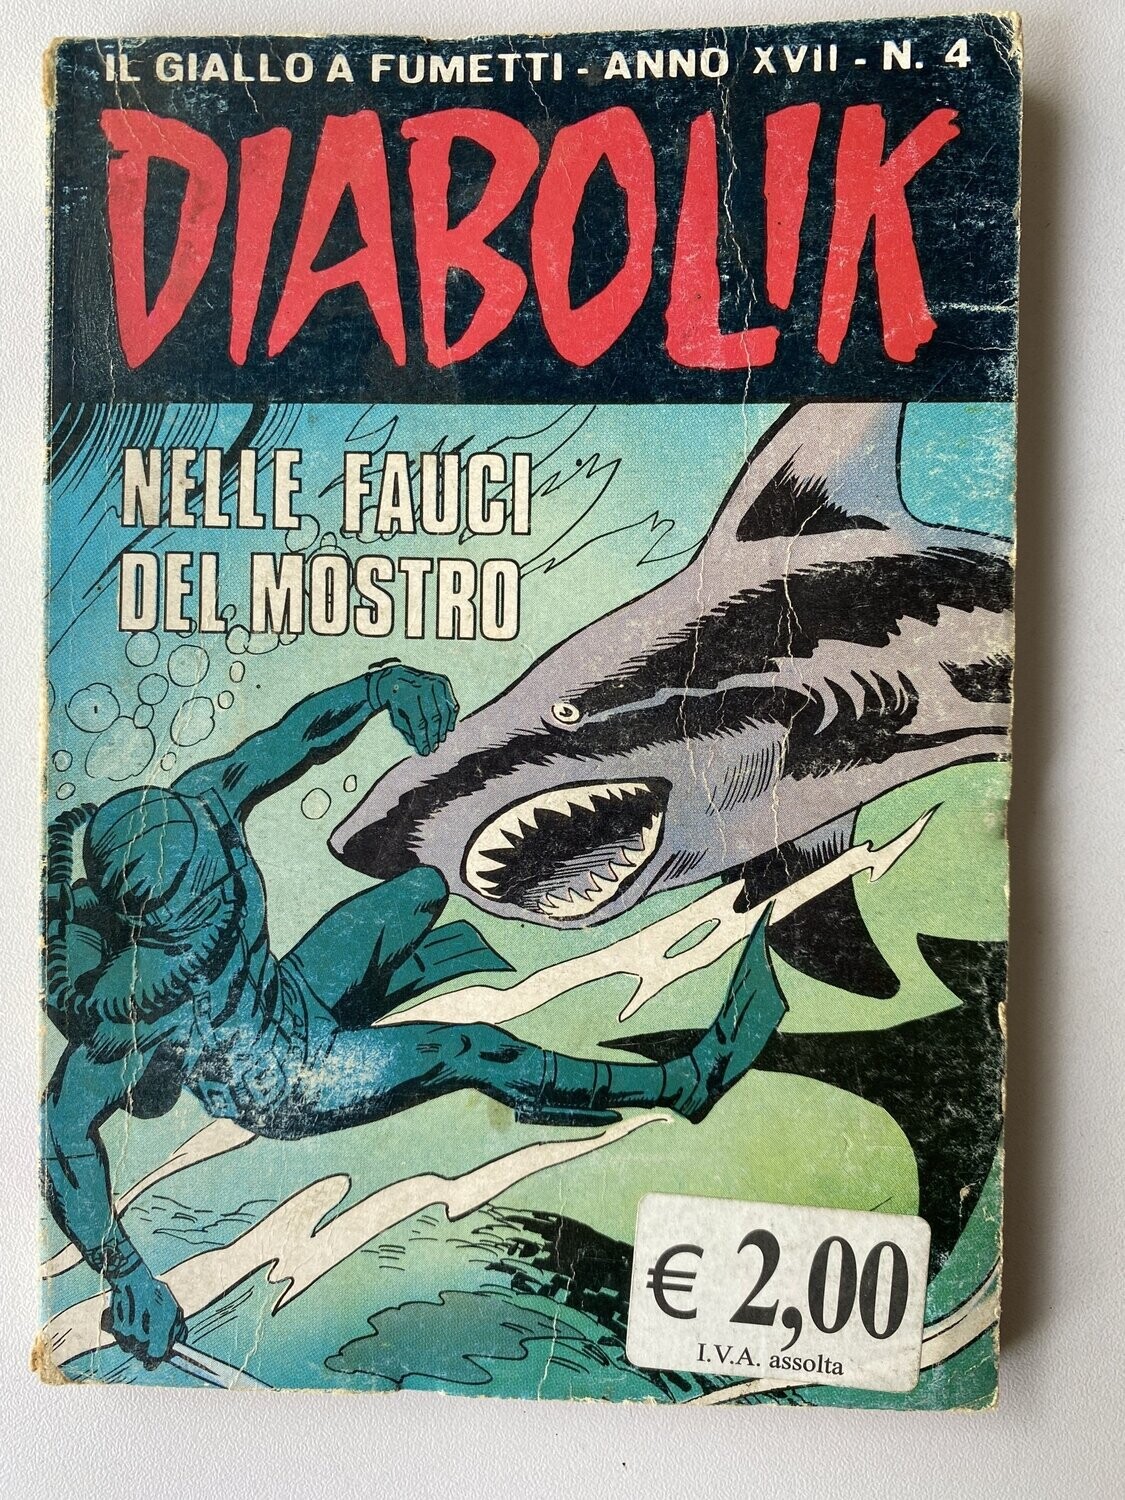 IL GIALLO A FUMETTI - ANNO XVII - N. 4
DIABOLIK
NELLE FAUCI
DEL MOSTRO
€ 2,00
I.V.A. assolta